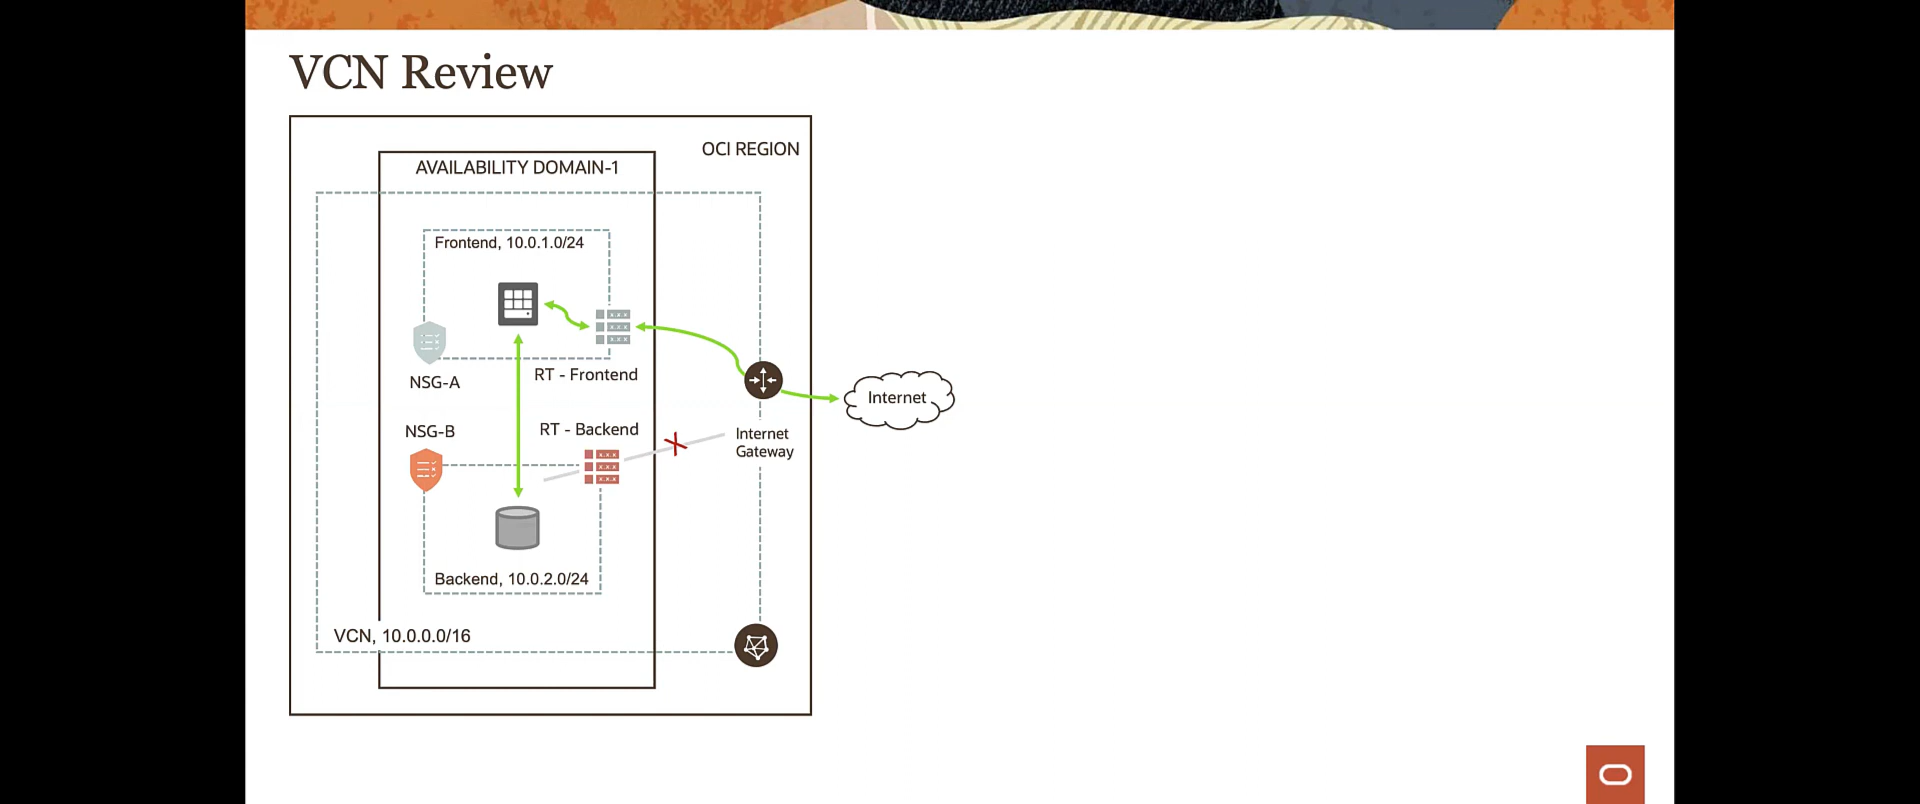 VCN Review
OCI REGION
AVAILABILITY DOMAIN-1
Frontend, 10.0.1.0/24
NSG-A
RT - Frontend
Internet
NSG-B
RT - Backend
Internet
Gateway
Backend, 10.0.2.0/24
VCN, 10.0.0.0/16